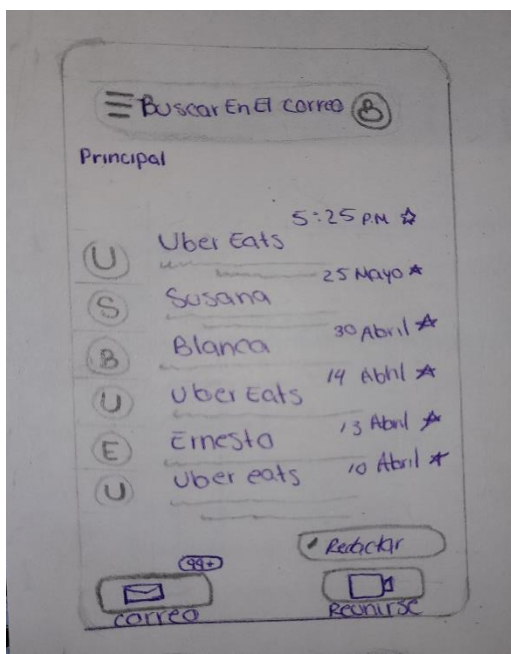 Buscar En El correo B
Principal
5:25 P.M
U Uber Eats
25 Mayo
S Susana
30 Abril
B Blanca
14 Abril
U Uber Eats
13 Abril
E Ernesto
10 Abril
U Uber eats
Redactar
99+
correo
Reunirse